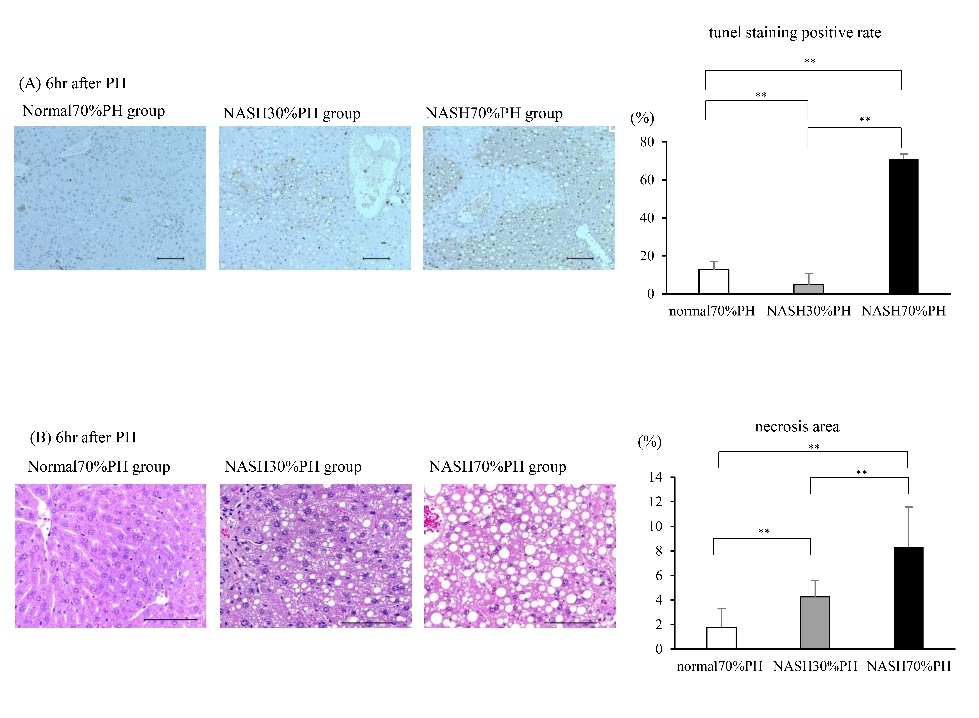 tunel staining positive rate
**
(A) 6hr after PH
**
Normal70%PH group
NASH30%PH group
NASH70%PH group
(%)
**
80
60
40
20
0
normal70%PH
NASH30%PH
NASH70%PH
necrosis area
(B) 6hr after PH
(%)
**
Normal70%PH group
NASH30%PH group
NASH70%PH group
**
14
12
10
**
8
6
4
2
0
normal70%PH
NASH30%PH
NASH70%PH